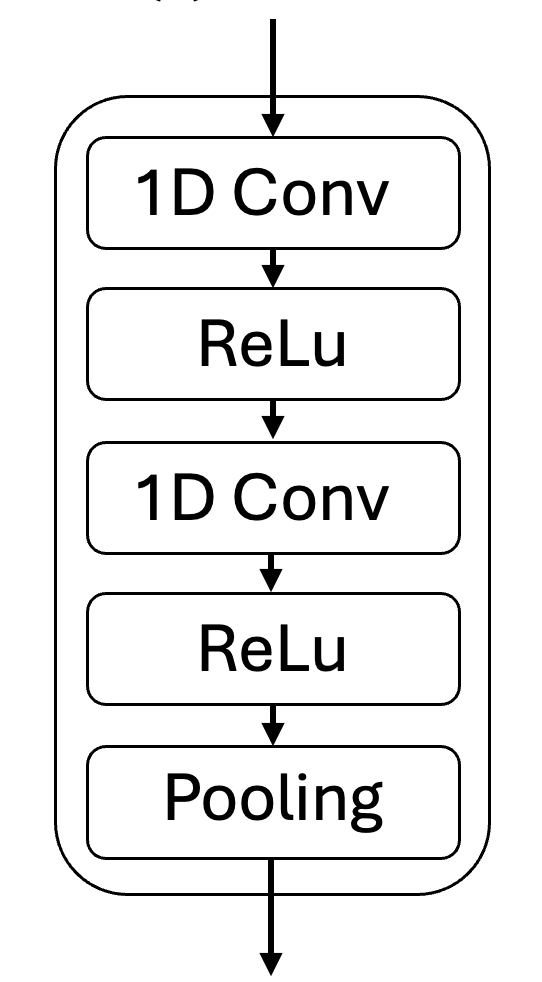 1D Conv
ReLu
1D Conv
ReLu
Pooling